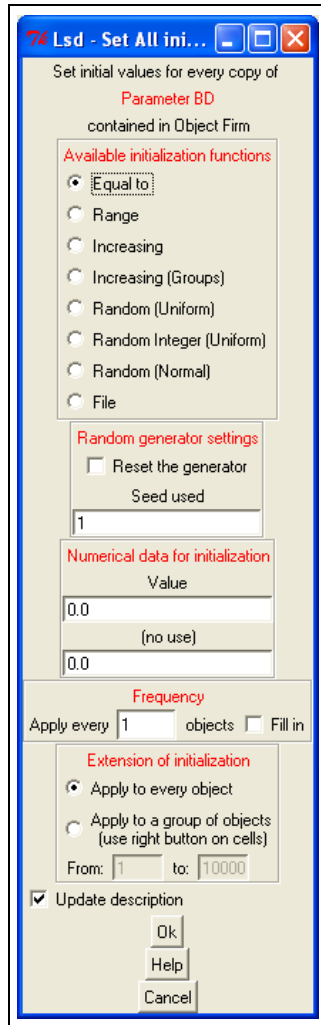 Lsd - Set All ini...
Set initial values for every copy of
Parameter BD
contained in Object Firm
Available initialization functions
Equal to
Range
Increasing
Increasing (Groups)
Random (Uniform)
Random Integer (Uniform)
Random (Normal)
File
Random generator settings
Reset the generator
Seed used
1
Numerical data for initialization
Value
0.0
(no use)
0.0
Frequency
Apply every 1 objects Fill in
Extension of initialization
Apply to every object
Apply to a group of objects
(use right button on cells)
From: 1 to: 10000
Update description
Ok
Help
Cancel